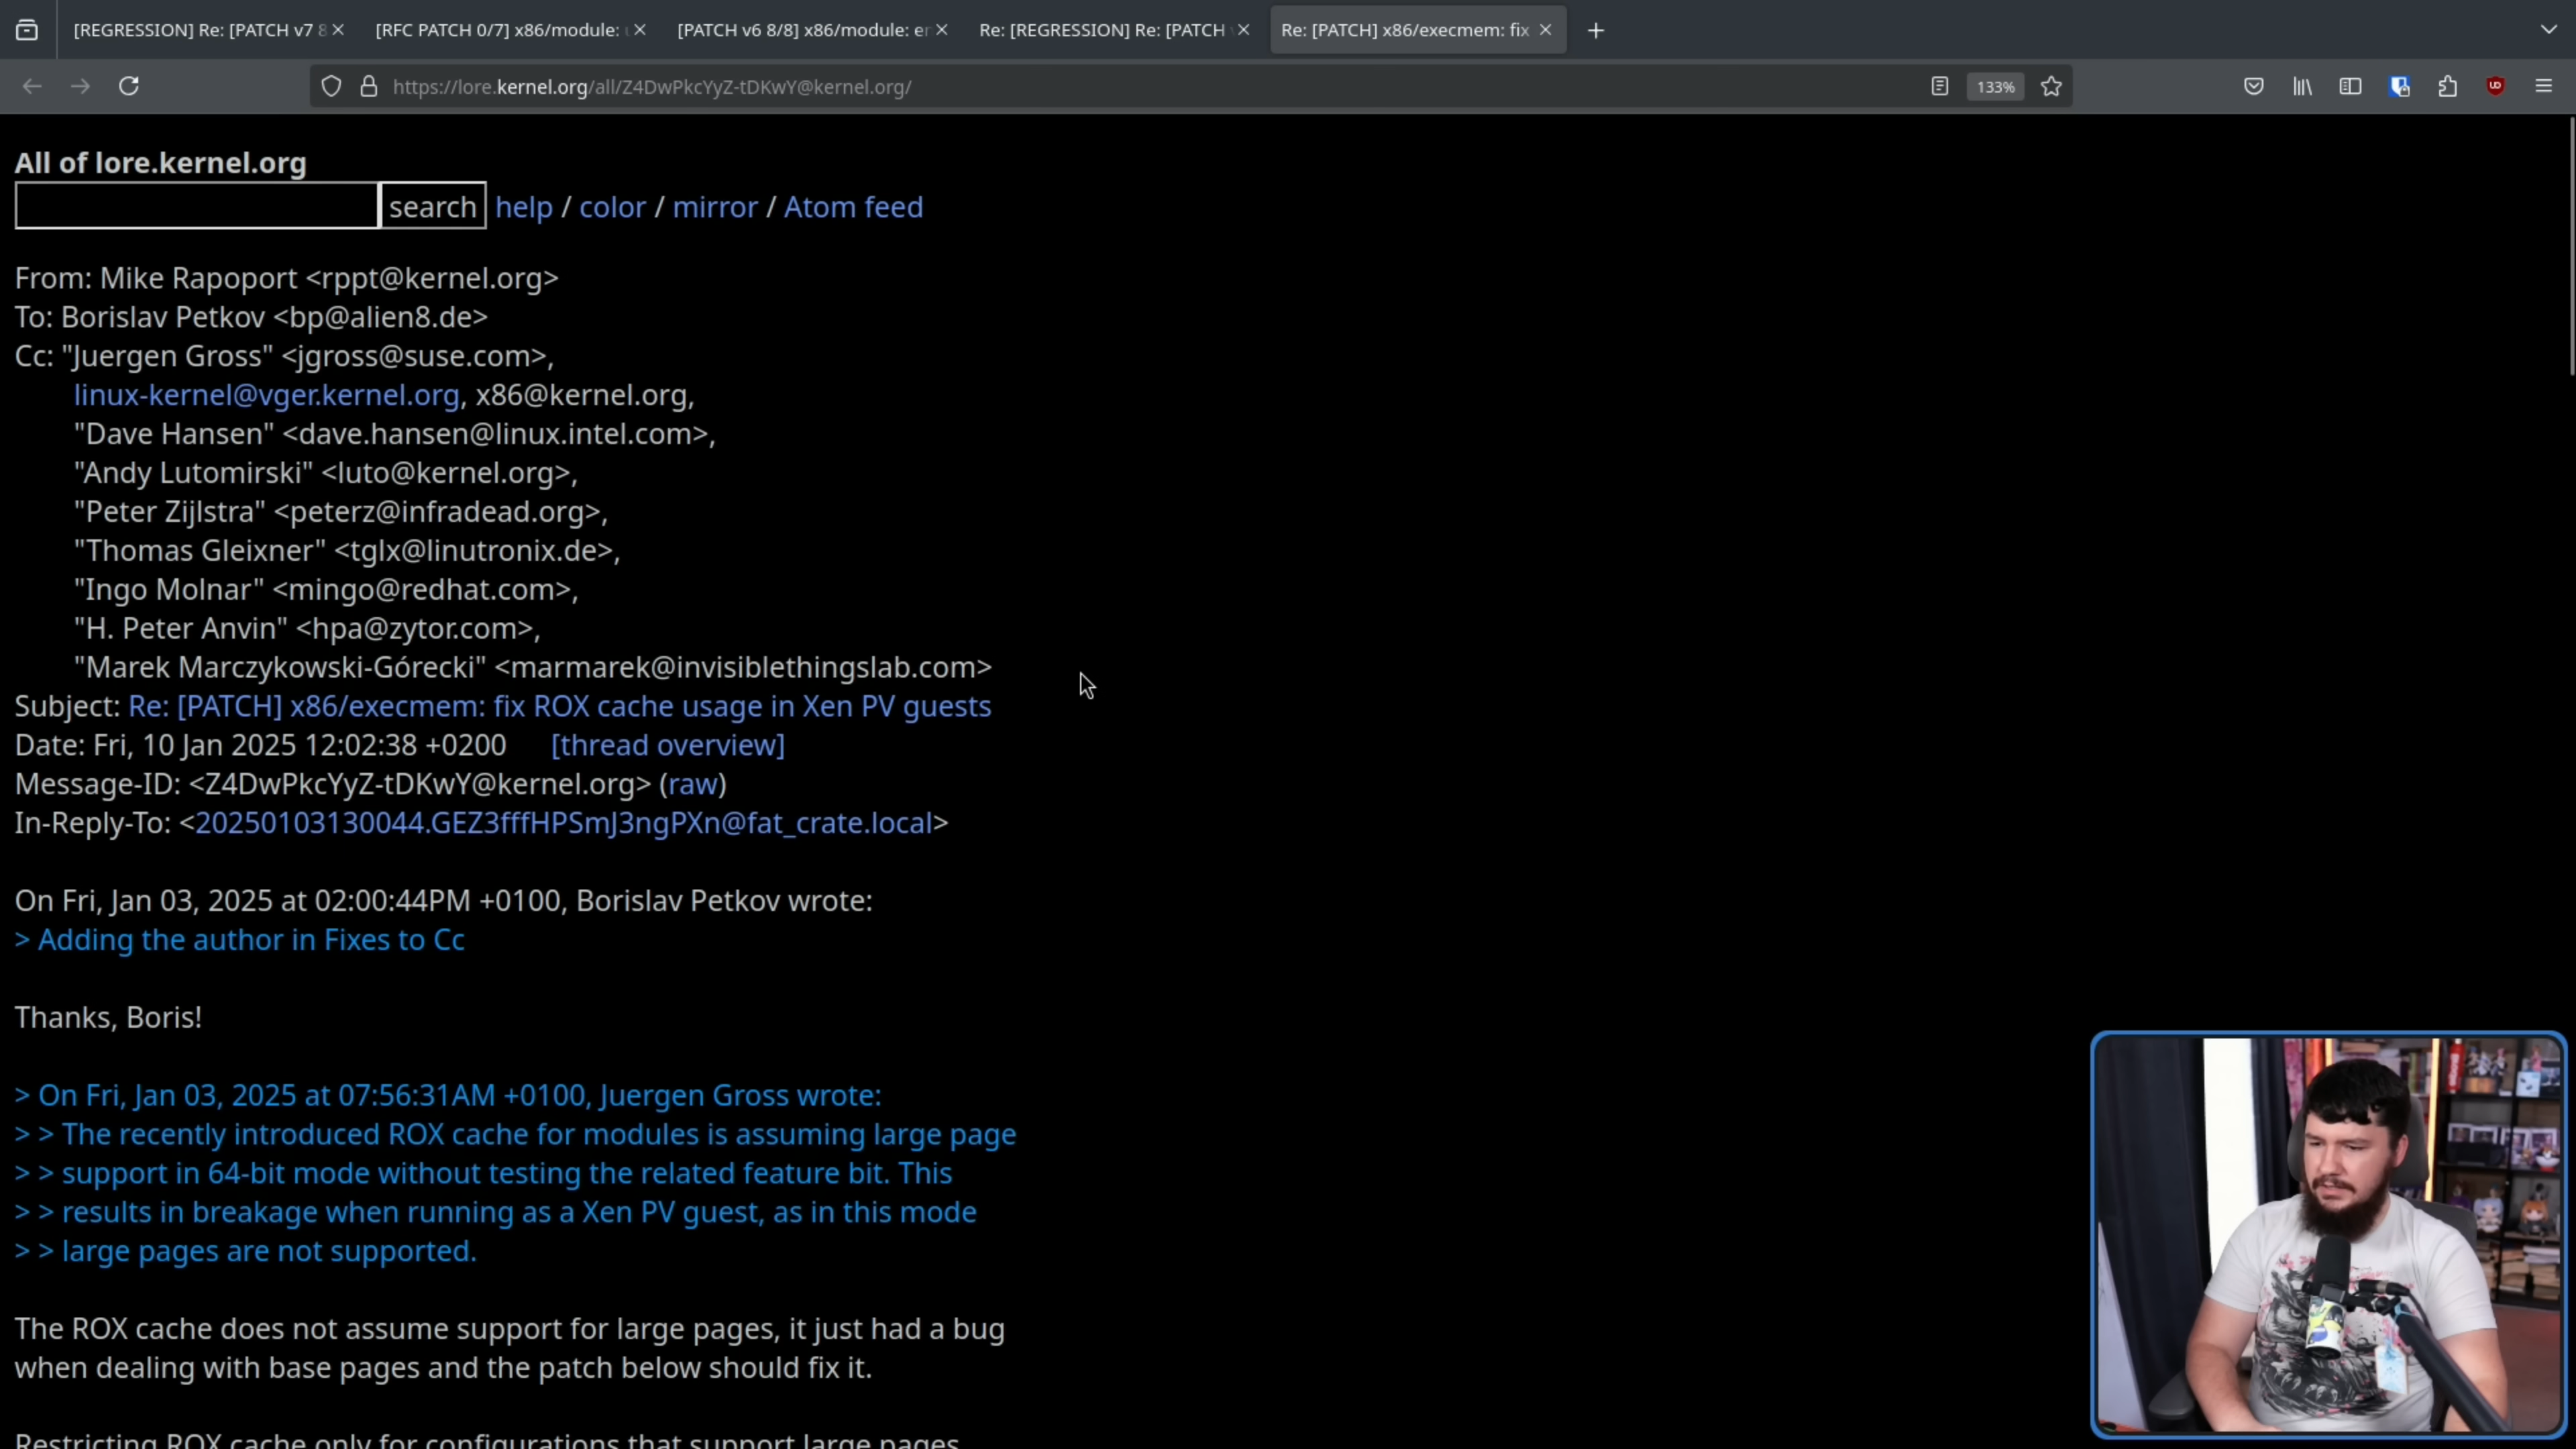 [REGRESSION] Re: [PATCH v7 8
[RFC PATCH 0/7] x86/module:
[PATCH v6 8/8] x86/module: er
Re: [REGRESSION] Re: [PATCH
Re: [PATCH] x86/execmem: fix
https://lore.kernel.org/all/Z4DwPkcYyZ-tDKwY@kernel.org/
133%
All of lore.kernel.org
search help / color / mirror / Atom feed
From: Mike Rapoport <rppt@kernel.org>
To: Borislav Petkov <bp@alien8.de>
Cc: "Juergen Gross" <jgross@suse.com>,
linux-kernel@vger.kernel.org, x86@kernel.org,
"Dave Hansen" <dave.hansen@linux.intel.com>,
"Andy Lutomirski" <luto@kernel.org>,
"Peter Zijlstra" <peterz@infradead.org>,
"Thomas Gleixner" <tglx@linutronix.de>,
"Ingo Molnar" <mingo@redhat.com>,
"H. Peter Anvin" <hpa@zytor.com>,
"Marek Marczykowski-Górecki" <marmarek@invisiblethingslab.com>
Subject: Re: [PATCH] x86/execmem: fix ROX cache usage in Xen PV guests
Date: Fri, 10 Jan 2025 12:02:38 +0200 [thread overview]
Message-ID: <Z4DwPkcYyZ-tDKwY@kernel.org> (raw)
In-Reply-To: <20250103130044.GEZ3fffHPSmJ3ngPXn@fat_crate.local>
On Fri, Jan 03, 2025 at 02:00:44PM +0100, Borislav Petkov wrote:
> Adding the author in Fixes to Cc
Thanks, Boris!
> On Fri, Jan 03, 2025 at 07:56:31AM +0100, Juergen Gross wrote:
> > The recently introduced ROX cache for modules is assuming large page
> > support in 64-bit mode without testing the related feature bit. This
> > results in breakage when running as a Xen PV guest, as in this mode
> > large pages are not supported.
The ROX cache does not assume support for large pages, it just had a bug
when dealing with base pages and the patch below should fix it.
Restricting ROX cache only for configurations that support large pages